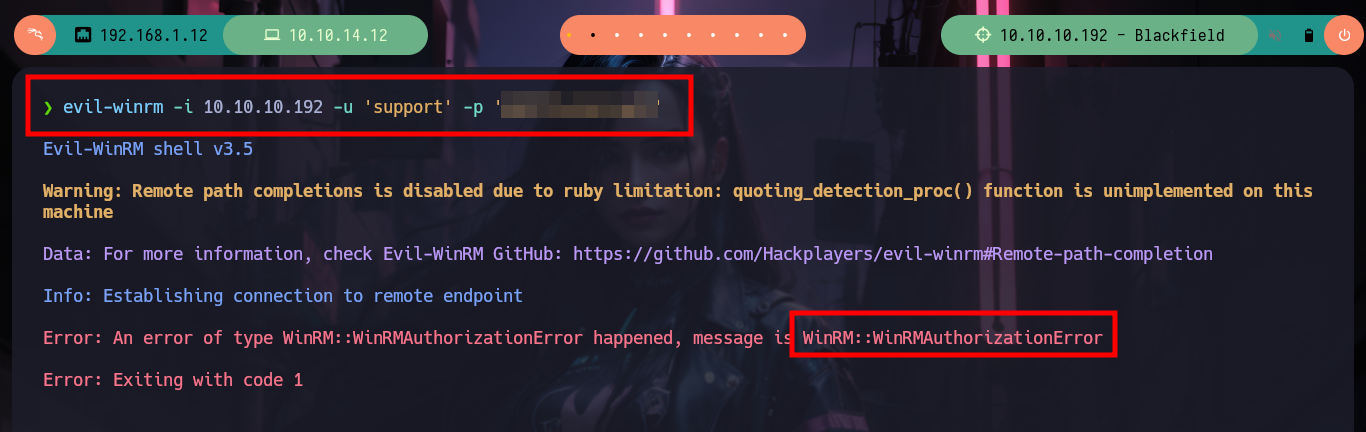 192.168.1.12 10.10.14.12 10.10.10.192 - Blackfield
❯ evil-winrm -i 10.10.10.192 -u 'support' -p ' '
Evil-WinRM shell v3.5
Warning: Remote path completions is disabled due to ruby limitation: quoting_detection_proc() function is unimplemented on this
machine
Data: For more information, check Evil-WinRM GitHub: https://github.com/Hackplayers/evil-winrm#Remote-path-completion
Info: Establishing connection to remote endpoint
Error: An error of type WinRM::WinRMAuthorizationError happened, message is WinRM::WinRMAuthorizationError
Error: Exiting with code 1